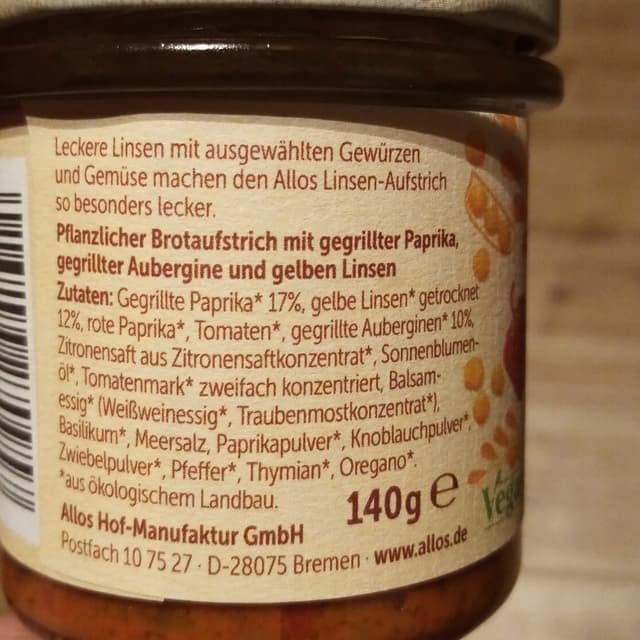 Leckere Linsen mit ausgewählten Gewürzen
und Gemüse machen den Allos Linsen-Aufstrich
so besonders lecker.
Pflanzlicher Brotaufstrich mit gegrillter Paprika,
gegrillter Aubergine und gelben Linsen
Zutaten: Gegrillte Paprika* 17%, gelbe Linsen* getrocknet
12%, rote Paprika*, Tomaten*, gegrillte Auberginen* 10%,
Zitronensaft aus Zitronensaftkonzentrat*, Sonnenblumen-
öl*, Tomatenmark* zweifach konzentriert, Balsam-
essig* (Weißweinessig*, Traubenmostkonzentrat*),
Basilikum*, Meersalz, Paprikapulver*, Knoblauchpulver*,
Zwiebelpulver*, Pfeffer*, Thymian*, Oregano*.
*aus ökologischem Landbau.
140g e
Allos Hof-Manufaktur GmbH
Postfach 10 75 27 · D-28075 Bremen · www.allos.de